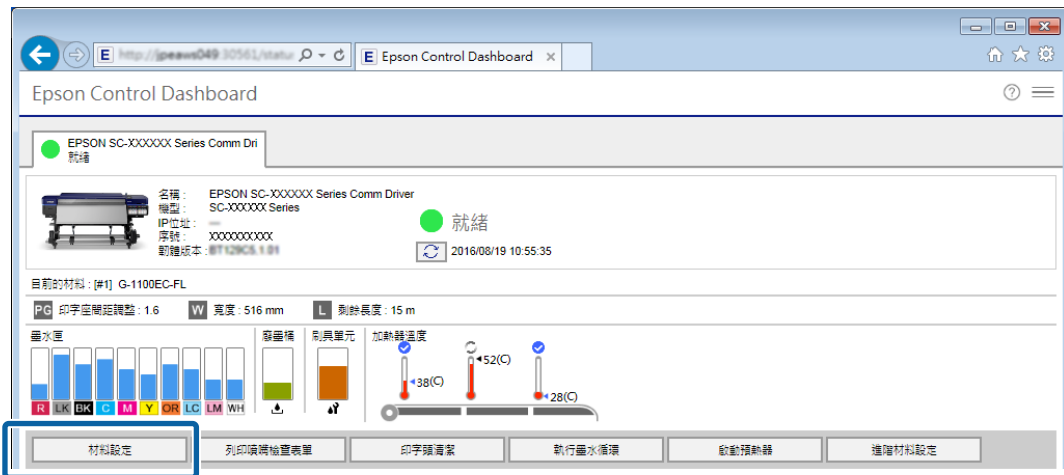 E http://jpeaws049:30561/statu
E Epson Control Dashboard ×
Epson Control Dashboard
EPSON SC-XXXXXX Series Comm Dri
就緒
名稱: EPSON SC-XXXXXX Series Comm Driver
機型: SC-XXXXXX Series
IP位址:
序號: XXXXXXXXXX
韌體版本:
就緒
2016/08/19 10:55:35
目前的材料: [#1] G-1100EC-FL
PG 印字座間距調整: 1.6 W 寬度: 516 mm L 剩餘長度: 15 m
墨水匣 廢墨桶 刷具單元 加熱器溫度
52(C)
38(C)
28(C)
R LK BK C M Y OR LC LM WH
材料設定 列印噴嘴檢查表單 印字頭清潔 執行墨水循環 啟動預熱器 進階材料設定